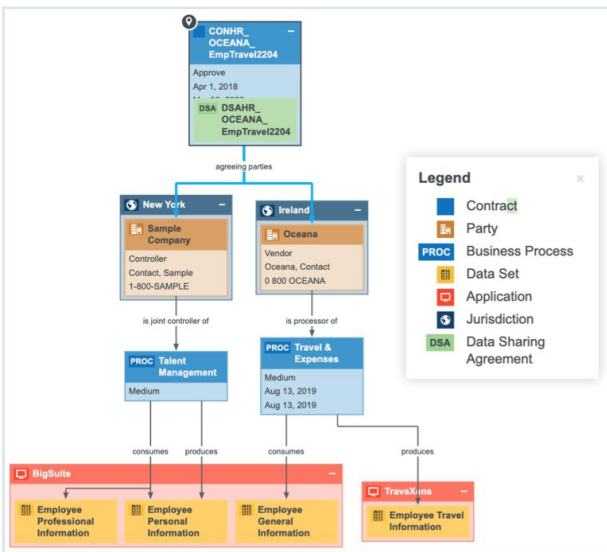 CONHR_
OCEANA_
EmpTravel2204
Approve
Apr 1, 2018
DSA DSAHR_
OCEANA_
EmpTravel2204
agreeing parties
New York
Sample
Company
Controller
Contact, Sample
1-800-SAMPLE
Ireland
Oceana
Vendor
Oceana, Contact
0 800 OCEANA
is joint controller of
is processor of
PROC Talent
Management
Medium
PROC Travel &
Expenses
Medium
Aug 13, 2019
Aug 13, 2019
consumes
produces
consumes
produces
BigSuite
Employee
Professional
Information
Employee
Personal
Information
Employee
General
Information
TraveXens
Employee Travel
Information
Legend
Contract
Party
PROC Business Process
Data Set
Application
Jurisdiction
DSA Data Sharing
Agreement